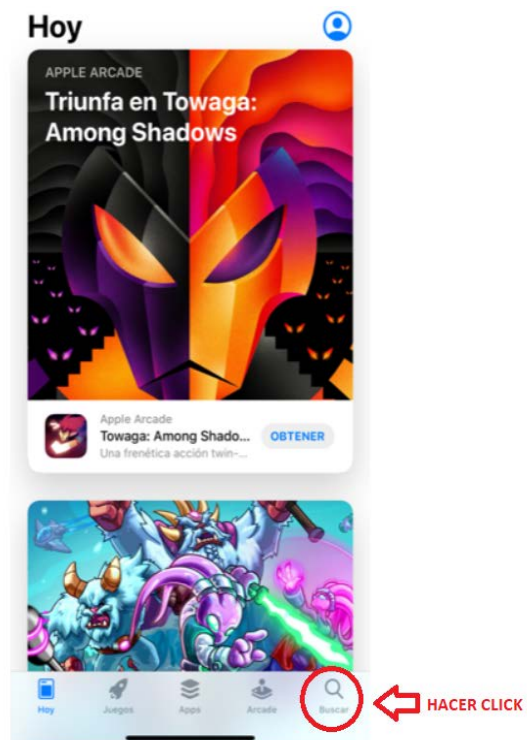 Hoy
APPLE ARCADE
Triunfa en Towaga:
Among Shadows
Apple Arcade
Towaga: Among Shado...
OBTENER
Una frenética acción twin-...
Hoy
Juegos
Apps
Arcade
Buscar
HACER CLICK